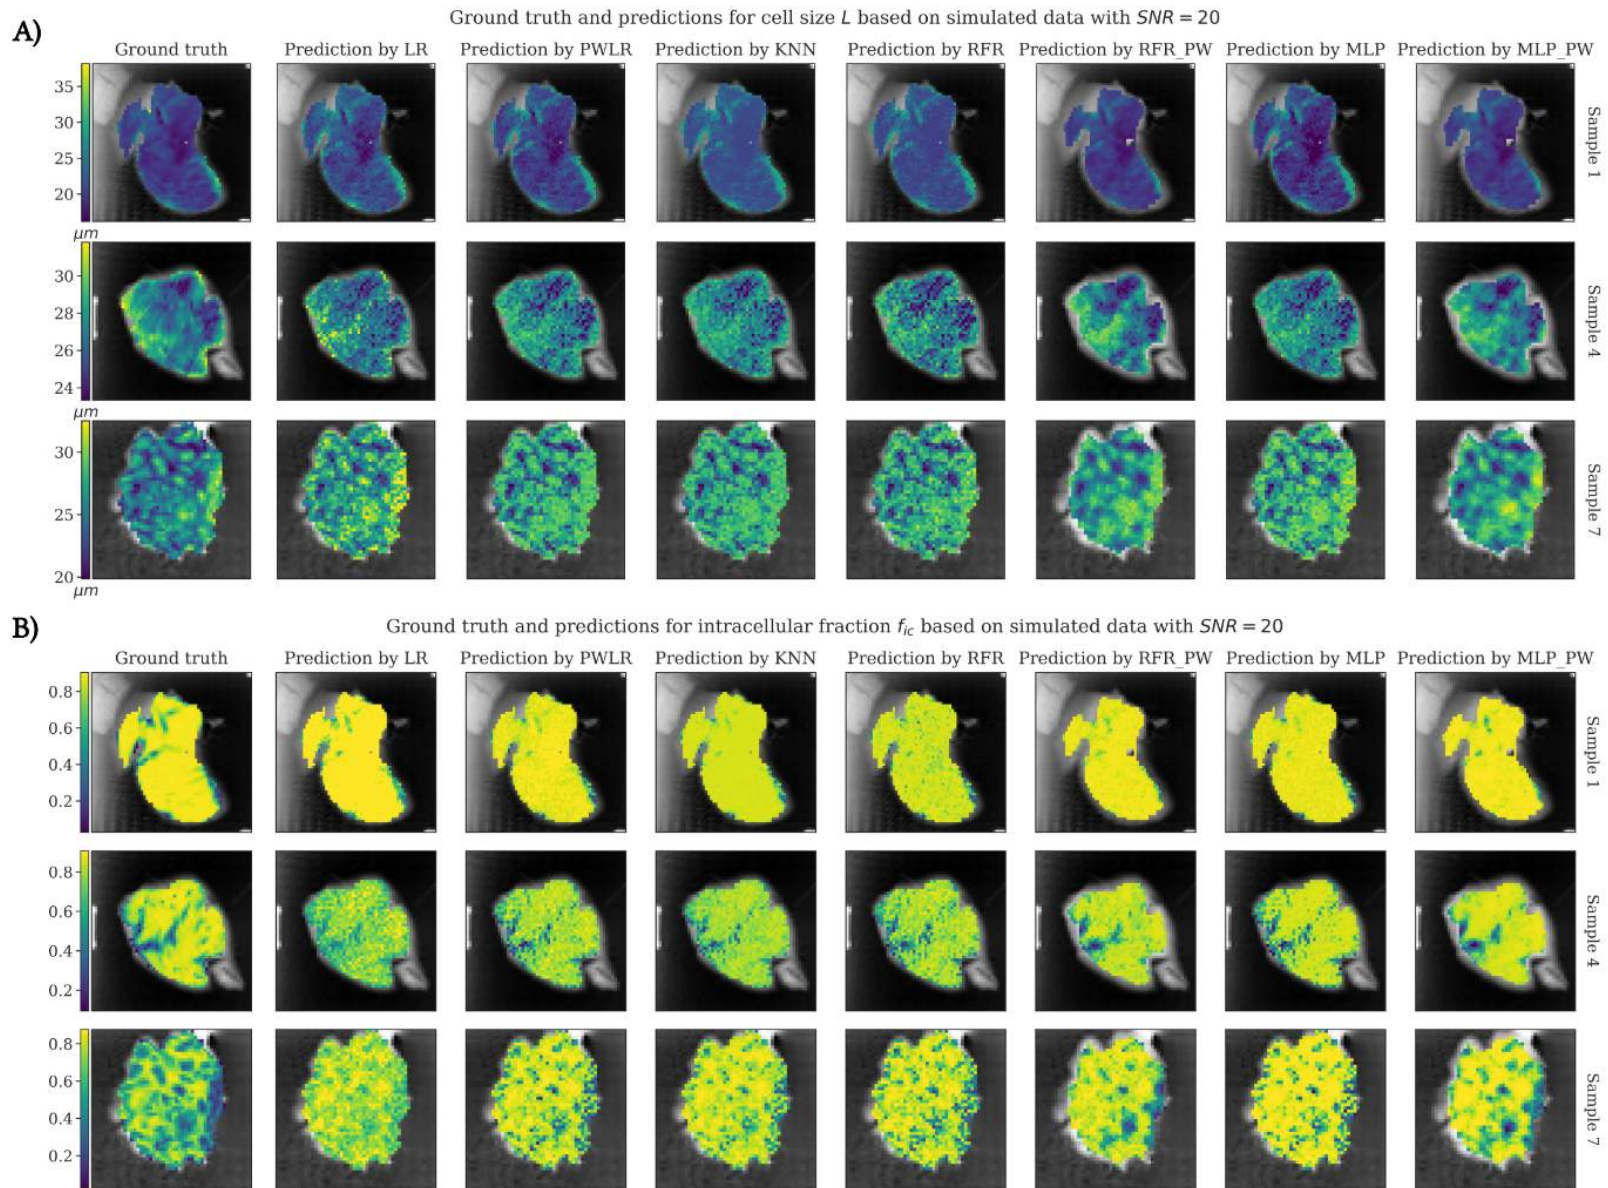 A)
Ground truth and predictions for cell size L based on simulated data with SNR = 20
Ground truth
Prediction by LR
Prediction by PWLR
Prediction by KNN
Prediction by RFR
Prediction by RFR_PW
Prediction by MLP
Prediction by MLP_PW
35
30
25
20
μm
Sample 1
30
28
26
24
μm
Sample 4
30
25
20
μm
Sample 7
B)
Ground truth and predictions for intracellular fraction fic based on simulated data with SNR = 20
Ground truth
Prediction by LR
Prediction by PWLR
Prediction by KNN
Prediction by RFR
Prediction by RFR_PW
Prediction by MLP
Prediction by MLP_PW
0.8
0.6
0.4
0.2
Sample 1
0.8
0.6
0.4
0.2
Sample 4
0.8
0.6
0.4
0.2
Sample 7